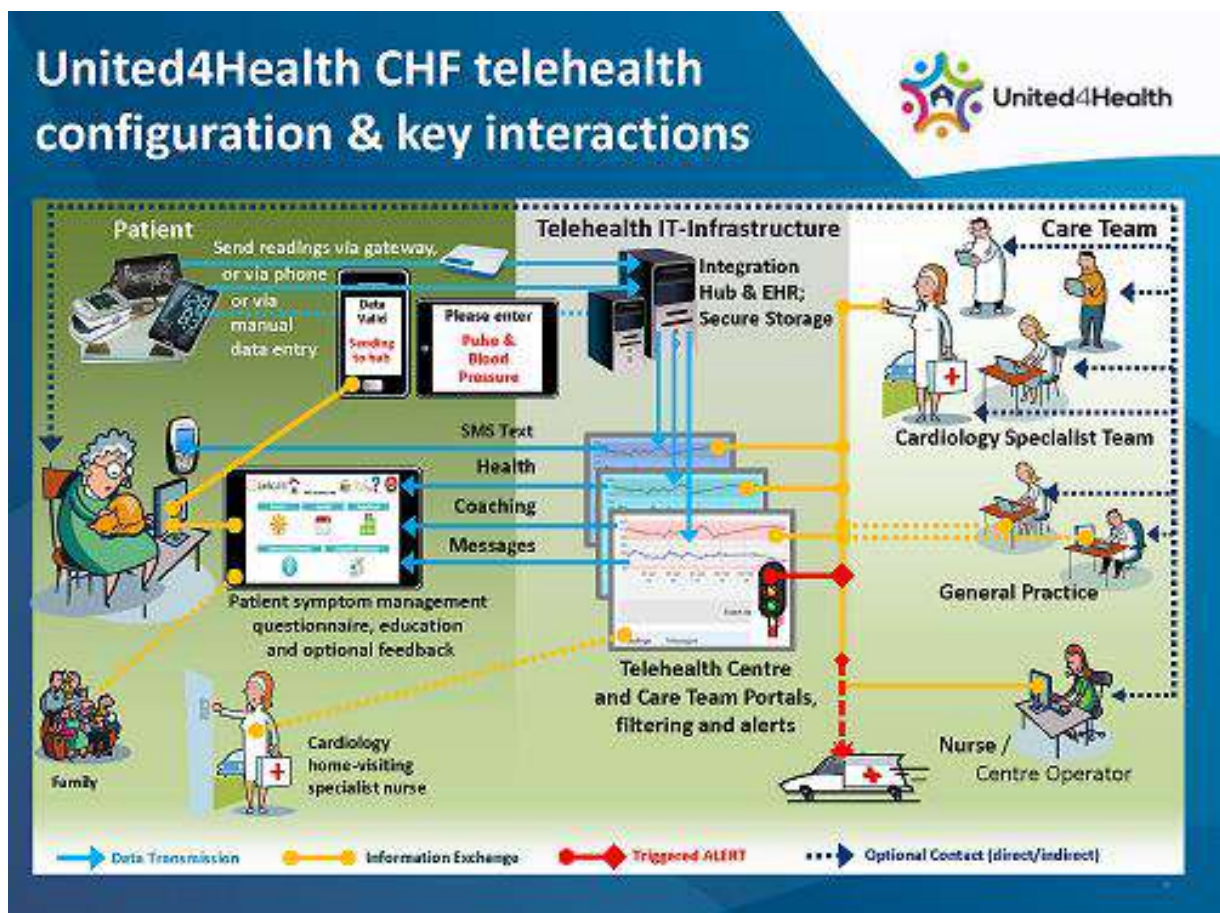 United4Health CHF telehealth
configuration & key interactions
United4Health
Patient
Telehealth IT-Infrastructure
Care Team
Send readings via gateway,
or via phone
or via
manual
data entry
Data
Valid
Sending
to hub
Please enter
Pulse &
Blood
Pressure
Integration
Hub & EHR;
Secure Storage
SMS Text
Health
Coaching
Messages
Cardiology Specialist Team
General Practice
Patient symptom management
questionnaire, education
and optional feedback
Telehealth Centre
and Care Team Portals,
filtering and alerts
Family
Cardiology
home-visiting
specialist nurse
Nurse /
Centre Operator
Data Transmission
Information Exchange
Triggered ALERT
Optional Contact (direct/indirect)